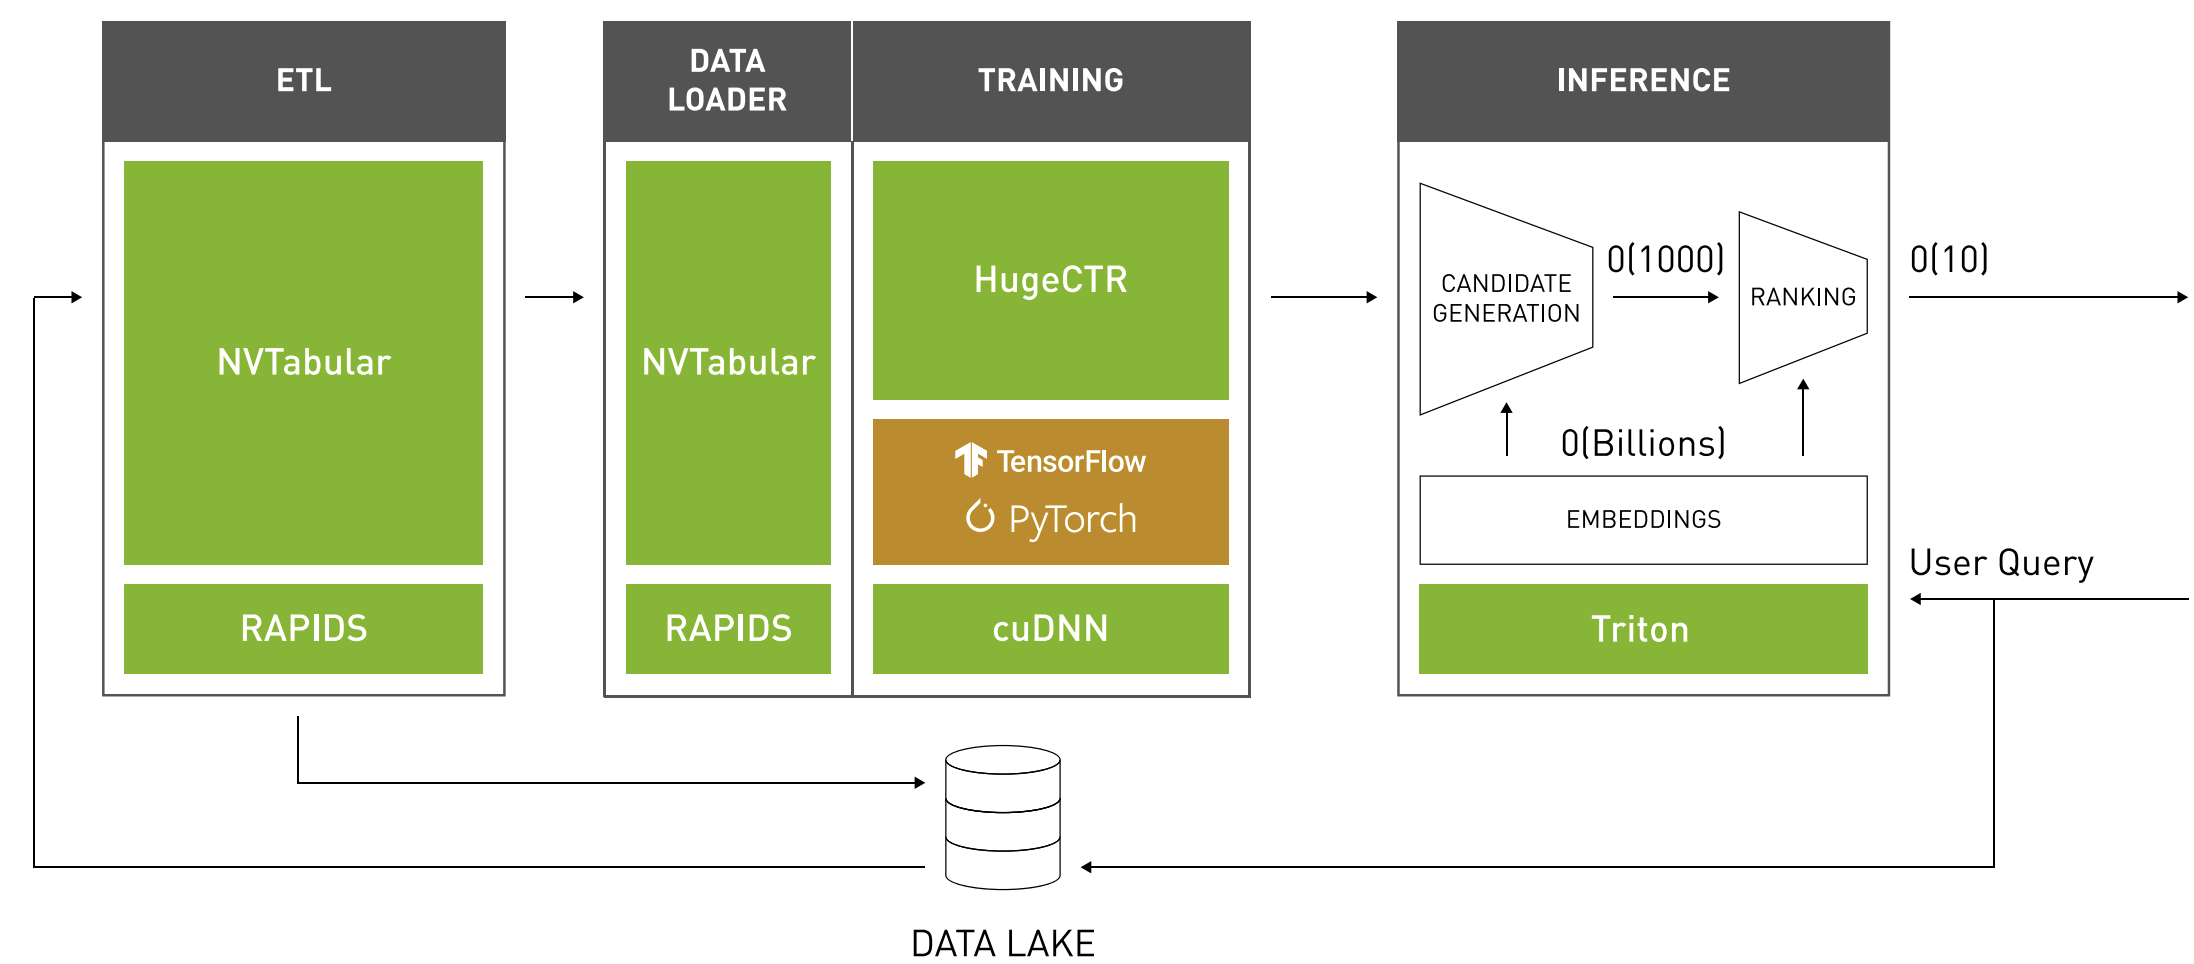 ETL
DATA
LOADER
TRAINING
INFERENCE
NVTabular
RAPIDS
NVTabular
RAPIDS
HugeCTR
TensorFlow
PyTorch
cuDNN
CANDIDATE
GENERATION
O(1000)
RANKING
O(10)
O(Billions)
EMBEDDINGS
Triton
User Query
DATA LAKE